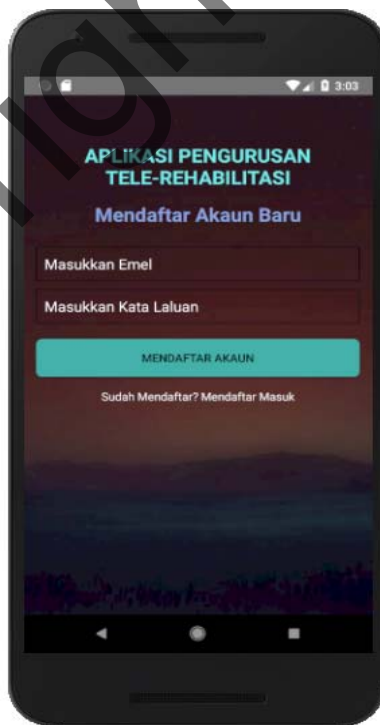 3:03
APLIKASI PENGURUSAN
TELE-REHABILITASI
Mendaftar Akaun Baru
Masukkan Emel
Masukkan Kata Laluan
MENDAFTAR AKAUN
Sudah Mendaftar? Mendaftar Masuk